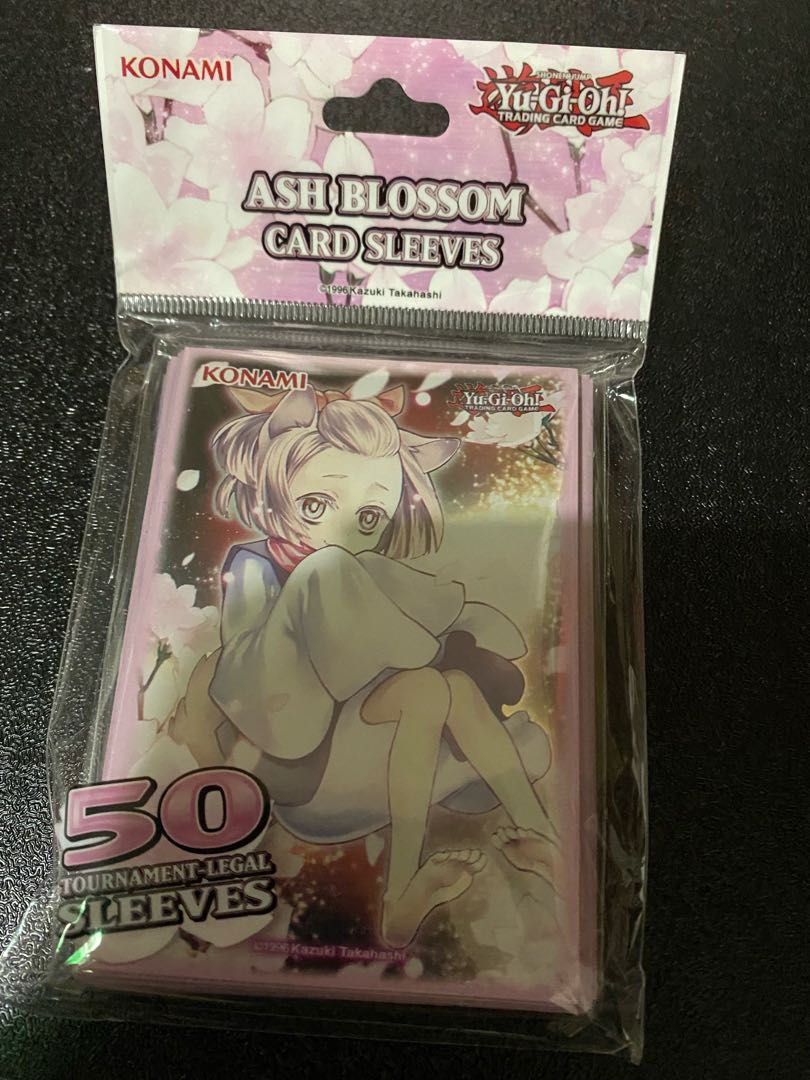 KONAMI
SHONEN JUMP
Yu-Gi-Oh!
TRADING CARD GAME
ASH BLOSSOM
CARD SLEEVES
©1996 Kazuki Takahashi
KONAMI
Yu-Gi-Oh!
TRADING CARD GAME
50
TOURNAMENT-LEGAL
SLEEVES
©1996 Kazuki Takahashi